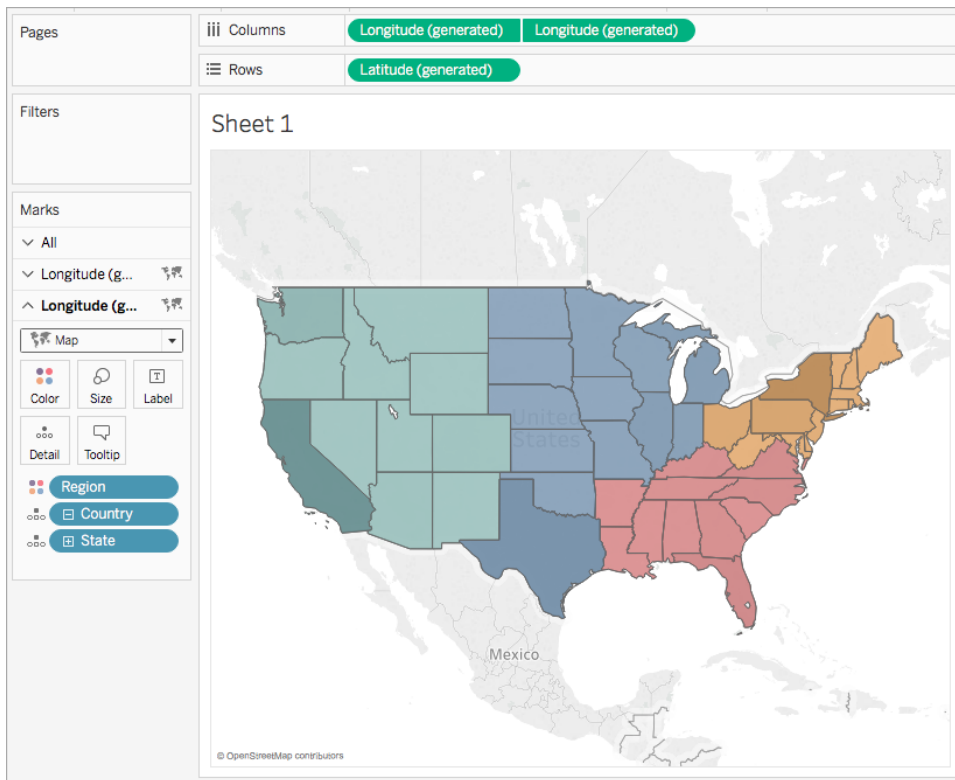 Pages
Columns
Longitude (generated) Longitude (generated)
Rows
Latitude (generated)
Filters
Sheet 1
Marks
All
Longitude (g...
Longitude (g...
Map
Color
Size
Label
T
Detail
Tooltip
Region
Country
State
United
States
Mexico
© OpenStreetMap contributors